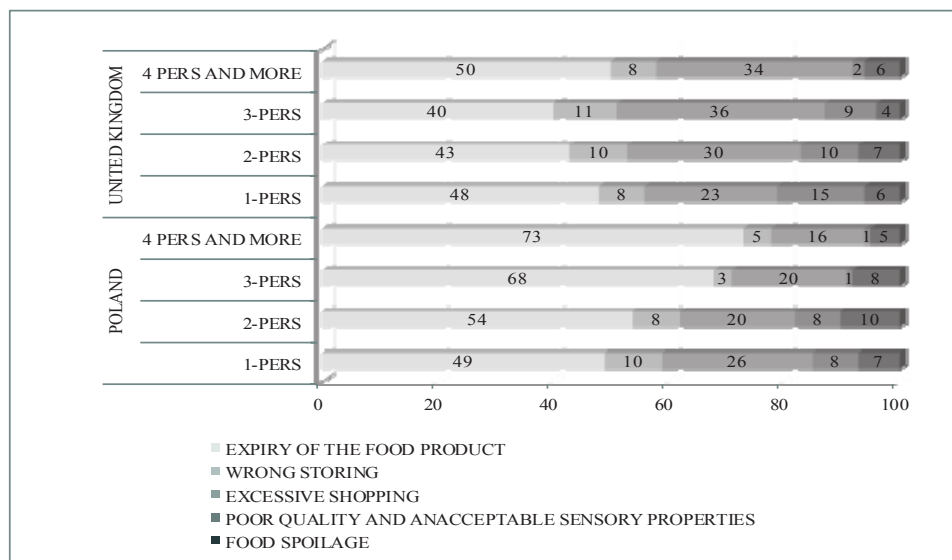 UNITED KINGDOM
4 PERS AND MORE 50 8 34 2 6
3-PERS 40 11 36 9 4
2-PERS 43 10 30 10 7
1-PERS 48 8 23 15 6
POLAND
4 PERS AND MORE 73 5 16 1 5
3-PERS 68 3 20 1 8
2-PERS 54 8 20 8 10
1-PERS 49 10 26 8 7
0 20 40 60 80 100
EXPIRY OF THE FOOD PRODUCT
WRONG STORING
EXCESSIVE SHOPPING
POOR QUALITY AND ANACCEPTABLE SENSORY PROPERTIES
FOOD SPOILAGE